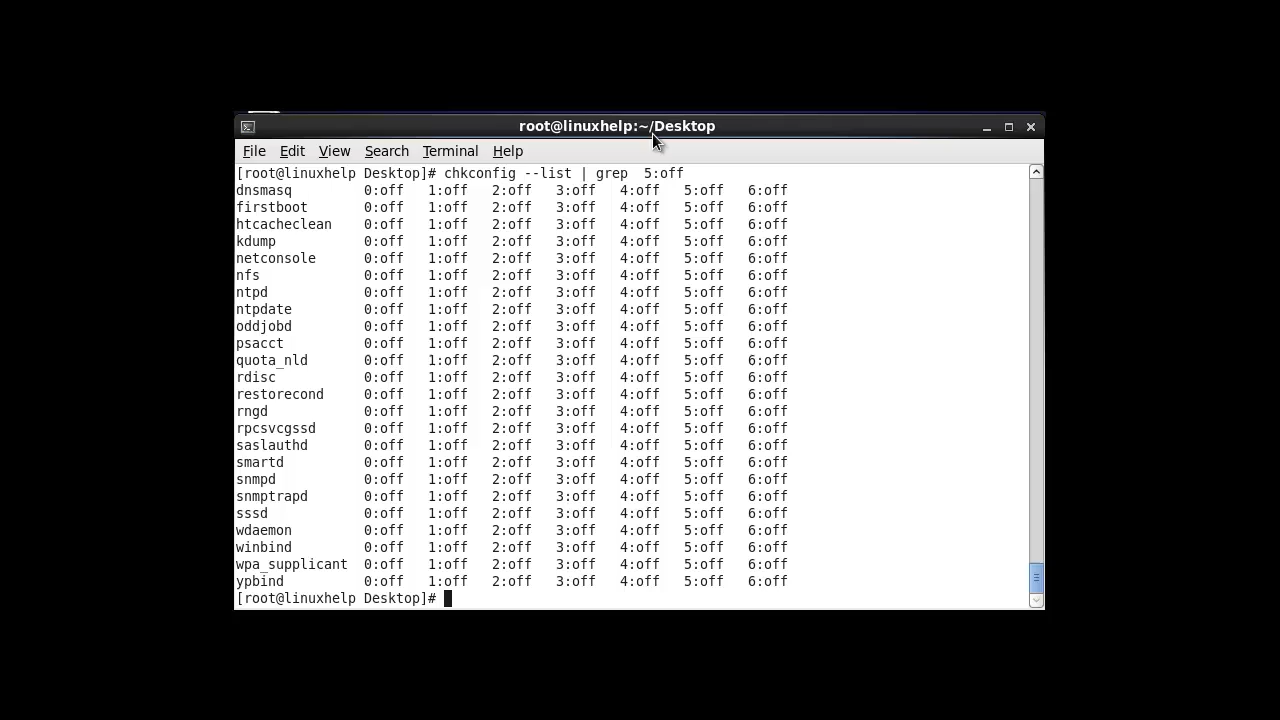 root@linuxhelp:~/Desktop
File Edit View Search Terminal Help
[root@linuxhelp Desktop]# chkconfig --list | grep  5:off
dnsmasq         0:off   1:off   2:off   3:off   4:off   5:off   6:off
firstboot       0:off   1:off   2:off   3:off   4:off   5:off   6:off
htcacheclean    0:off   1:off   2:off   3:off   4:off   5:off   6:off
kdump           0:off   1:off   2:off   3:off   4:off   5:off   6:off
netconsole      0:off   1:off   2:off   3:off   4:off   5:off   6:off
nfs             0:off   1:off   2:off   3:off   4:off   5:off   6:off
ntpd            0:off   1:off   2:off   3:off   4:off   5:off   6:off
ntpdate         0:off   1:off   2:off   3:off   4:off   5:off   6:off
oddjobd         0:off   1:off   2:off   3:off   4:off   5:off   6:off
psacct          0:off   1:off   2:off   3:off   4:off   5:off   6:off
quota_nld       0:off   1:off   2:off   3:off   4:off   5:off   6:off
rdisc           0:off   1:off   2:off   3:off   4:off   5:off   6:off
restorecond     0:off   1:off   2:off   3:off   4:off   5:off   6:off
rngd            0:off   1:off   2:off   3:off   4:off   5:off   6:off
rpcsvcgssd      0:off   1:off   2:off   3:off   4:off   5:off   6:off
saslauthd       0:off   1:off   2:off   3:off   4:off   5:off   6:off
smartd          0:off   1:off   2:off   3:off   4:off   5:off   6:off
snmpd           0:off   1:off   2:off   3:off   4:off   5:off   6:off
snmptrapd       0:off   1:off   2:off   3:off   4:off   5:off   6:off
sssd            0:off   1:off   2:off   3:off   4:off   5:off   6:off
wdaemon         0:off   1:off   2:off   3:off   4:off   5:off   6:off
winbind         0:off   1:off   2:off   3:off   4:off   5:off   6:off
wpa_supplicant  0:off   1:off   2:off   3:off   4:off   5:off   6:off
ypbind          0:off   1:off   2:off   3:off   4:off   5:off   6:off
[root@linuxhelp Desktop]#